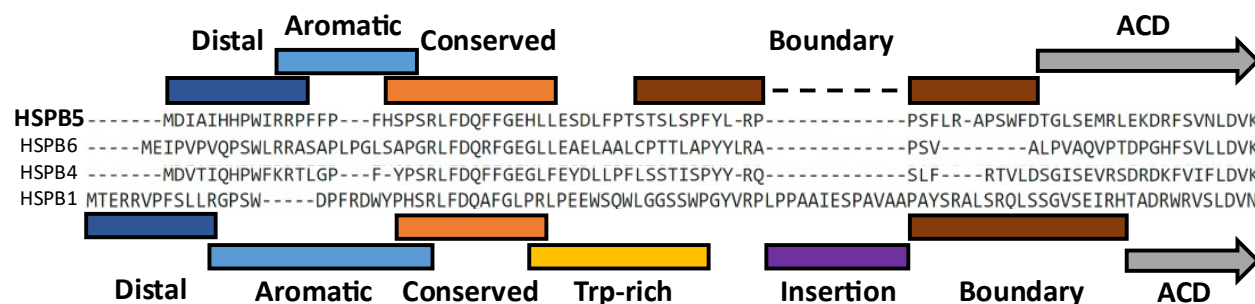 Aromatic
Distal Conserved Boundary ACD
HSPB5 -------MDIAIHHPWIRRPFFP---FHSPSRLFDQFFGEHLLESDLFPTSTSLSPFYL-RP-------------PSFLR-APSWFDTGLSEMRLEKDRFSVNLDVK
HSPB6 -----MEIPVPVQPSWLRRASAPLPGLSAPGRLFDQRFGEGLLEAELAALCPTTLAPYYLRA-------------PSV--------ALPVAQVPTDPGHFSVLLDVK
HSPB4 -------MDVTIQHPWFKRTLGP---F-YPSRLFDQFFGEGLFEYDLLPFLSSTISPYY-RQ-------------SLF----RTVLDSGISEVRSDRDKFVIFLDVK
HSPB1 MTERRVPFSLLRGPSW-----DPFRDWYPHSRLFDQAFGLPRLPEEWSQWLGGSSWPGYVRPLPPAAIESPAVAAPAYSRALSRQLSSGVSEIRHTADRWRVSLDVN
Distal Aromatic Conserved Trp-rich Insertion Boundary ACD